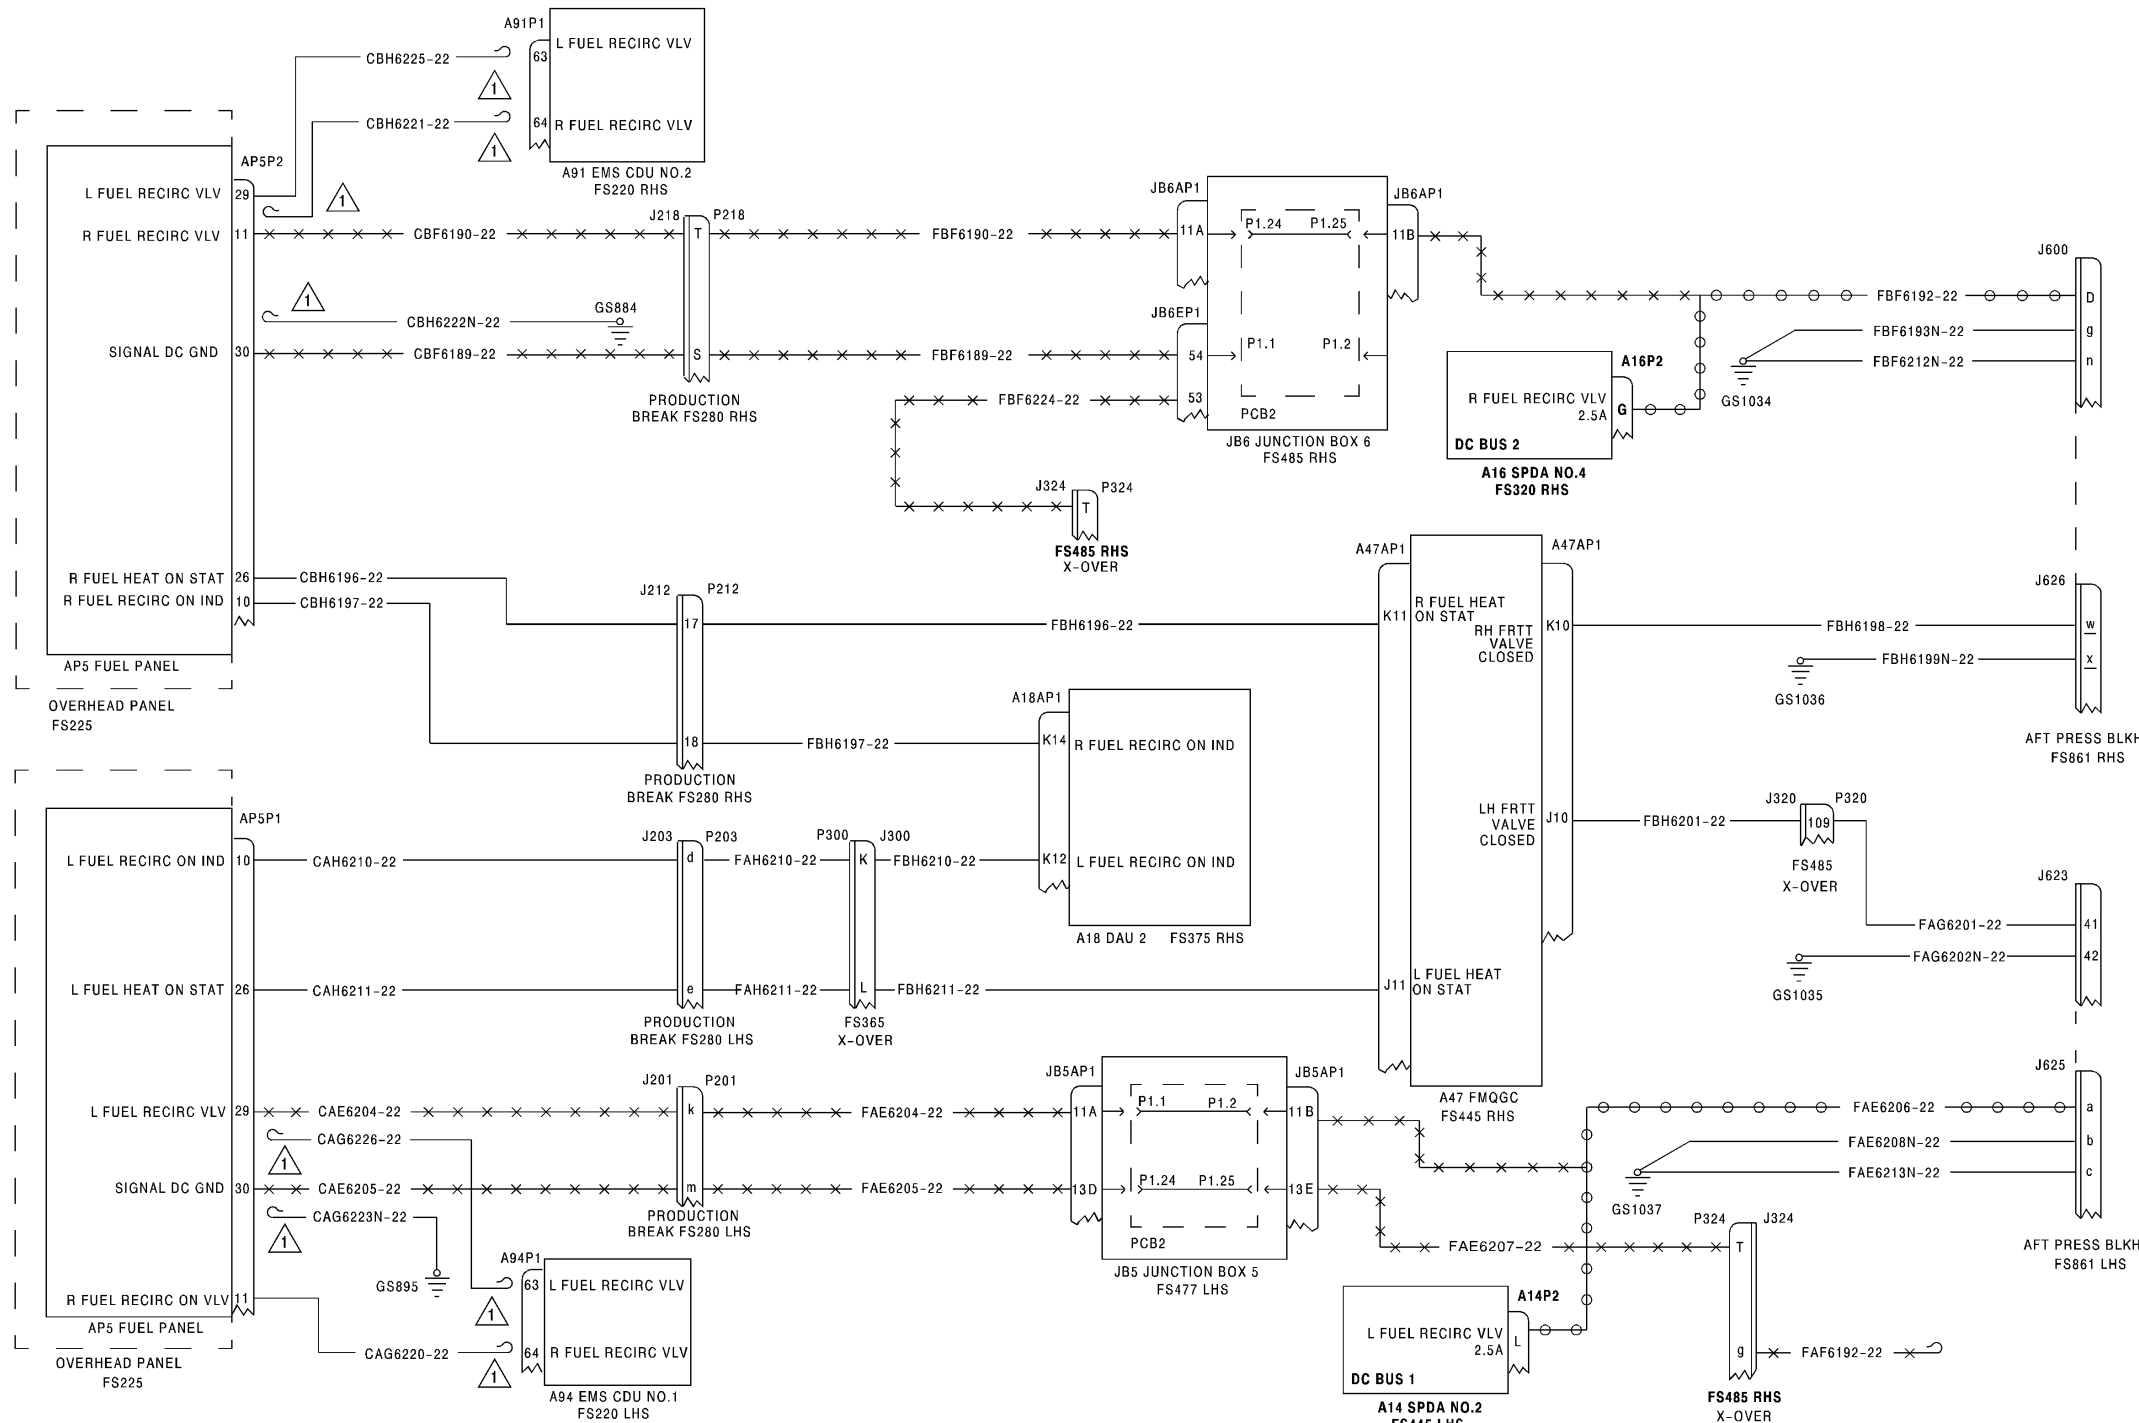 A91P1
L FUEL RECIRC VLV
CBH6225-22
63
1
CBH6221-22
64
R FUEL RECIRC VLV
1
A91 EMS CDU NO.2
FS220 RHS
AP5P2
L FUEL RECIRC VLV
29
1
R FUEL RECIRC VLV
11
CBF6190-22
J218
P218
T
FBF6190-22
JB6AP1
11A
P1.24
P1.25
JB6AP1
11B
J600
1
CBH6222N-22
GS884
FBF6192-22
D
FBF6193N-22
g
JB6EP1
SIGNAL DC GND
30
CBF6189-22
S
FBF6189-22
54
P1.1
P1.2
FBF6212N-22
n
GS1034
A16P2
R FUEL RECIRC VLV
2.5A
G
DC BUS 2
A16 SPDA NO.4
FS320 RHS
PRODUCTION
BREAK FS280 RHS
FBF6224-22
53
PCB2
JB6 JUNCTION BOX 6
FS485 RHS
J324
P324
T
FS485 RHS
X-OVER
A47AP1
A47AP1
R FUEL HEAT ON STAT
26
CBH6196-22
R FUEL RECIRC ON IND
10
CBH6197-22
J212
P212
17
FBH6196-22
K11
R FUEL HEAT
ON STAT
RH FRTT
VALVE
CLOSED
K10
FBH6198-22
J626
w
FBH6199N-22
x
GS1036
AP5 FUEL PANEL
OVERHEAD PANEL
FS225
A18AP1
18
FBH6197-22
K14
R FUEL RECIRC ON IND
AFT PRESS BLKH
FS861 RHS
PRODUCTION
BREAK FS280 RHS
AP5P1
J203
P203
P300
J300
LH FRTT
VALVE
CLOSED
J10
FBH6201-22
J320
P320
109
FS485
X-OVER
L FUEL RECIRC ON IND
10
CAH6210-22
d
FAH6210-22
K
FBH6210-22
K12
L FUEL RECIRC ON IND
J623
FAG6201-22
41
A18 DAU 2
FS375 RHS
FAG6202N-22
42
GS1035
L FUEL HEAT ON STAT
26
CAH6211-22
e
FAH6211-22
L
FBH6211-22
J11
L FUEL HEAT
ON STAT
PRODUCTION
BREAK FS280 LHS
FS365
X-OVER
A47 FMQGC
FS445 RHS
J201
P201
JB5AP1
JB5AP1
J625
L FUEL RECIRC VLV
29
CAE6204-22
k
FAE6204-22
11A
P1.1
P1.2
11B
FAE6206-22
a
CAG6226-22
1
FAE6208N-22
b
SIGNAL DC GND
30
CAE6205-22
m
FAE6205-22
13D
P1.24
P1.25
13E
FAE6213N-22
c
GS1037
CAG6223N-22
1
PRODUCTION
BREAK FS280 LHS
PCB2
JB5 JUNCTION BOX 5
FS477 LHS
FAE6207-22
P324
J324
T
AFT PRESS BLKH
FS861 LHS
GS895
A94P1
63
L FUEL RECIRC VLV
1
R FUEL RECIRC ON VLV
11
A14P2
L FUEL RECIRC VLV
2.5A
L
DC BUS 1
AP5 FUEL PANEL
OVERHEAD PANEL
FS225
CAG6220-22
64
R FUEL RECIRC VLV
1
g
FAF6192-22
A94 EMS CDU NO.1
FS220 LHS
A14 SPDA NO.2
FS445 LHS
FS485 RHS
X-OVER